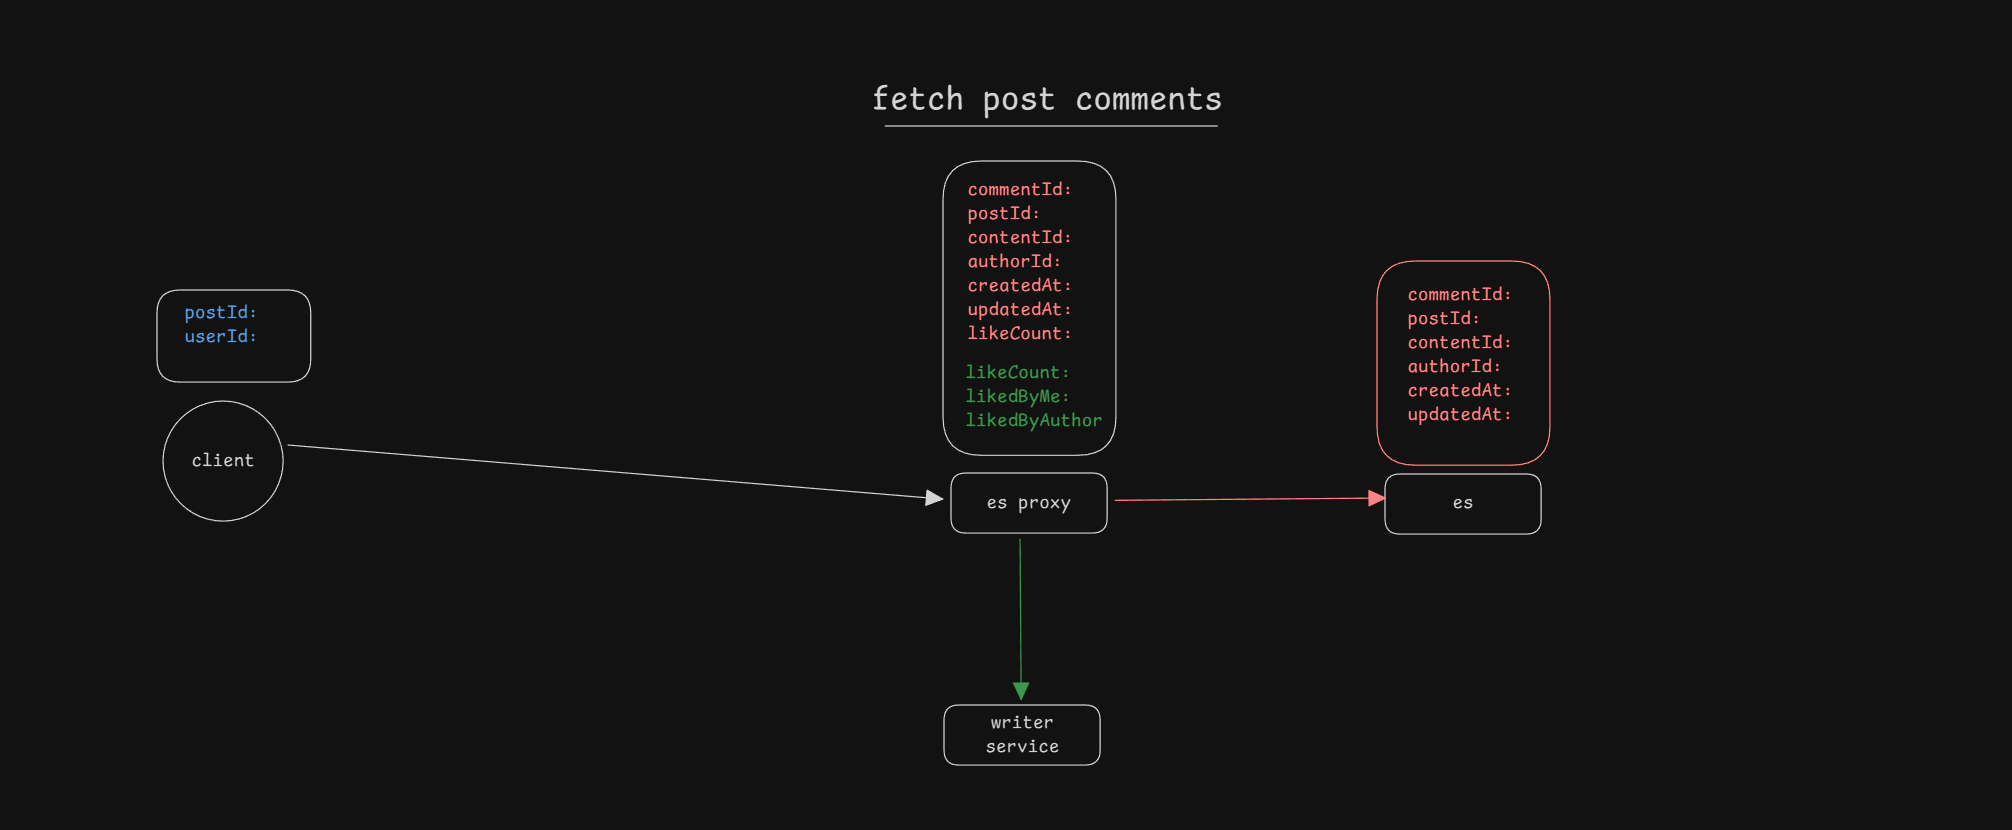 fetch post comments
postId:
userId:
client
commentId:
postId:
contentId:
authorId:
createdAt:
updatedAt:
likeCount:
likeCount:
likedByMe:
likedByAuthor
es proxy
commentId:
postId:
contentId:
authorId:
createdAt:
updatedAt:
es
writer
service